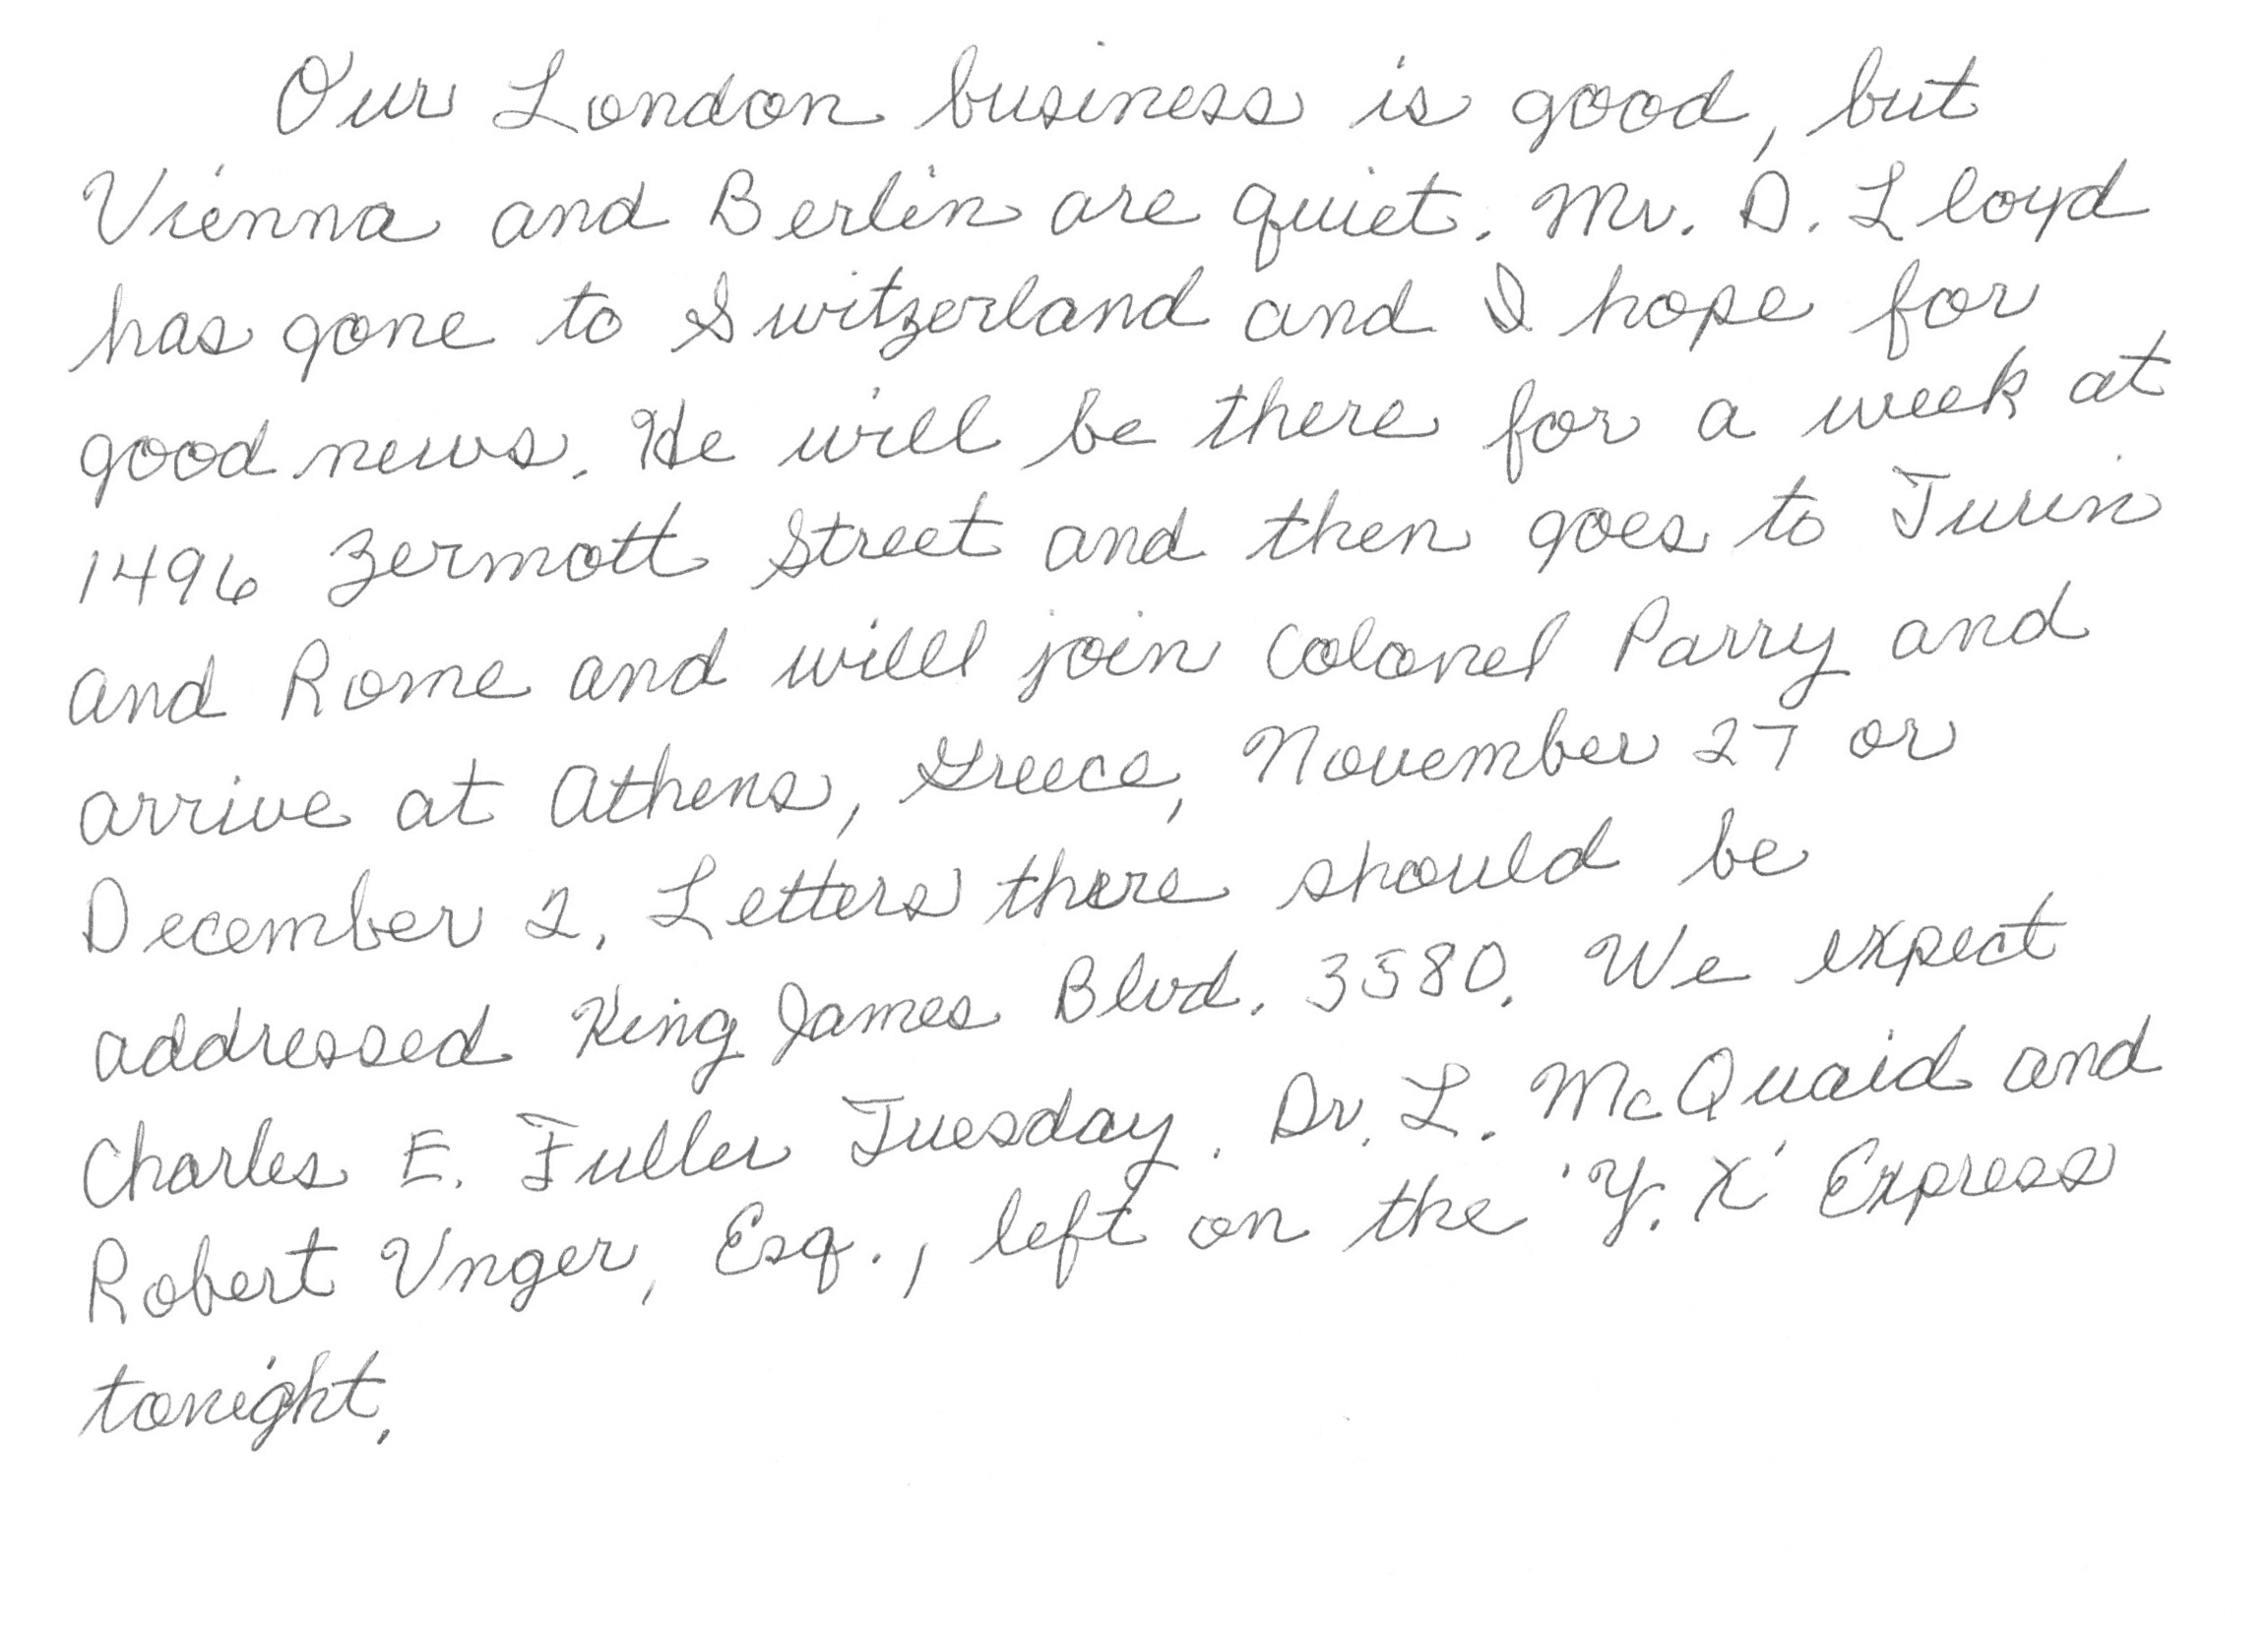 Our London business is good, but
Vienna and Berlin are quiet. Mr. D. Lloyd
has gone to Switzerland and I hope for
good news. He will be there for a week at
1496 Zermott Street and then goes to Turin
and Rome and willl join Colonel Parry and
arrive at Athens, Greece, November 27 or
December 2. Letters there should be
addressed King James Blvd. 3580. We expect
Charles E. Fuller Tuesday. Dr. L. McQuaid and
Robert Unger, Esq., left on the 'Y. X' Express
tonight.